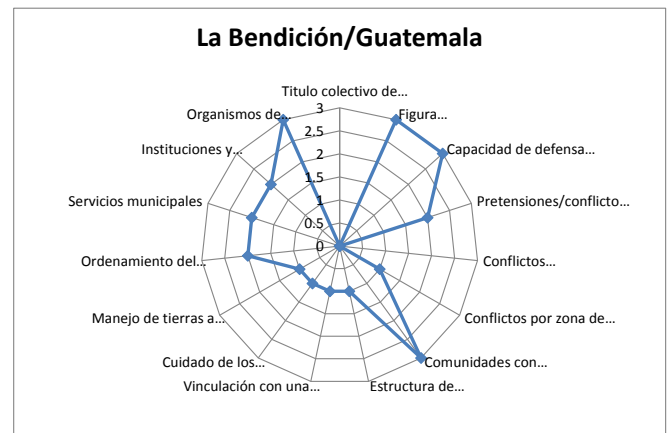 La Bendición/Guatemala
Titulo colectivo de...
3
Organismos de...
Figura...
2.5
Instituciones y...
2
Capacidad de defensa...
1.5
Servicios municipales
1
Pretensiones/conflicto...
0.5
Ordenamiento del...
0
Conflictos...
Manejo de tierras a...
Conflictos por zona de...
Cuidado de los...
Comunidades con...
Vinculación con una...
Estructura de...